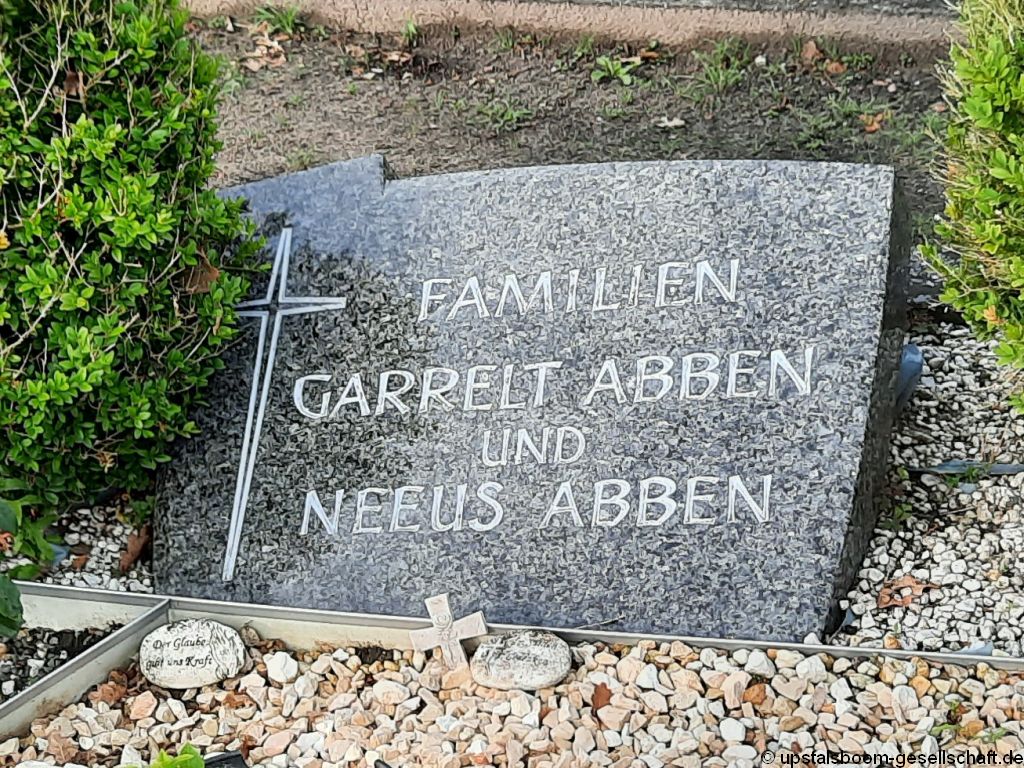 FAMILIEN
GARRELT ABBEN
UND
NEEUS ABBEN
Der Glaube
gibt uns Kraft
© upstalsboom-gesellschaft.de